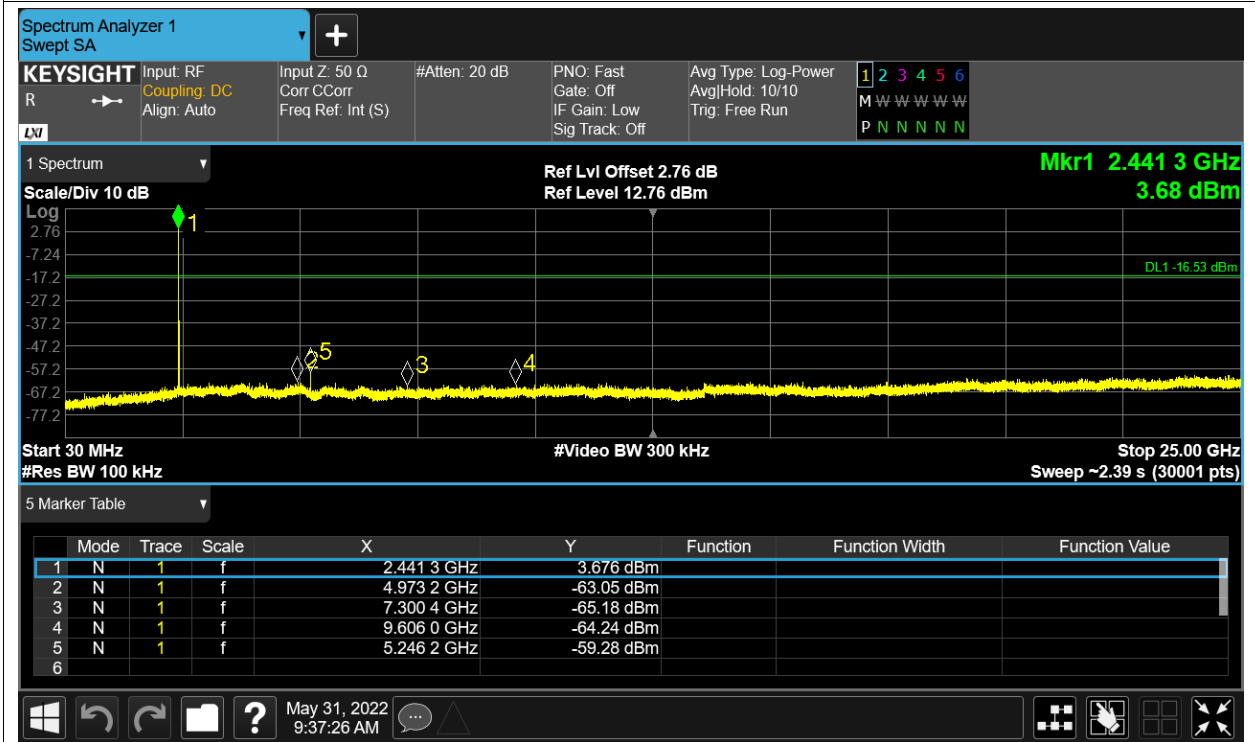 Spectrum Analyzer 1
Swept SA
+
KEYSIGHT Input: RF Input Z: 50 Ω #Atten: 20 dB PNO: Fast Avg Type: Log-Power 1 2 3 4 5 6
R Coupling: DC Corr CCorr Gate: Off Avg|Hold: 10/10 M W W W W W
Align: Auto Freq Ref: Int (S) IF Gain: Low Trig: Free Run
LXI Sig Track: Off P N N N N N
1 Spectrum Ref Lvl Offset 2.76 dB Mkr1 2.441 3 GHz
Scale/Div 10 dB Ref Level 12.76 dBm 3.68 dBm
Log
1
2.76
-7.24
DL1 -16.53 dBm
-17.2
-27.2
-37.2
-47.2
5
2 3 4
-57.2
-67.2
-77.2
Start 30 MHz #Video BW 300 kHz Stop 25.00 GHz
#Res BW 100 kHz Sweep ~2.39 s (30001 pts)
5 Marker Table
Mode Trace Scale X Y Function Function Width Function Value
1 N 1 f 2.441 3 GHz 3.676 dBm
2 N 1 f 4.973 2 GHz -63.05 dBm
3 N 1 f 7.300 4 GHz -65.18 dBm
4 N 1 f 9.606 0 GHz -64.24 dBm
5 N 1 f 5.246 2 GHz -59.28 dBm
6
? May 31, 2022
9:37:26 AM